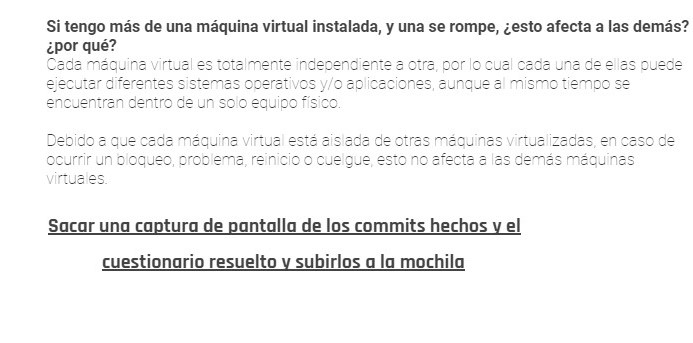 Si tengo más de una máquina virtual instalada, y una se rompe, ¿esto afecta a las demás?
¿por qué?
Cada máquina virtual es totalmente independiente a otra, por lo cual cada una de ellas puede
ejecutar diferentes sistemas operativos y/o aplicaciones, aunque al mismo tiempo se
encuentran dentro de un solo equipo físico.
Debido a que cada máquina virtual está aislada de otras máquinas virtualizadas, en caso de
ocurrir un bloqueo, problema, reinicio o cuelgue, esto no afecta a las demás máquinas
virtuales.
Sacar una captura de pantalla de los commits hechos y el
cuestionario resuelto y subirlos a la mochila